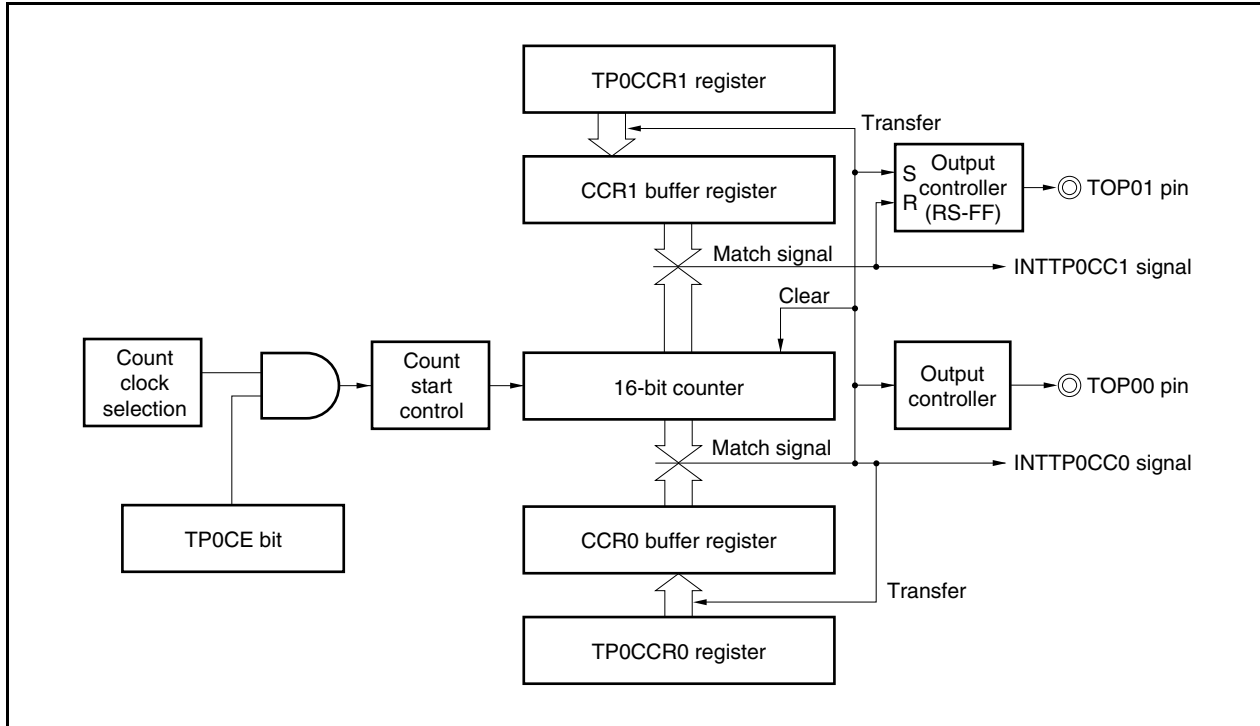 TP0CCR1 register
Transfer
CCR1 buffer register
S
R
Output
controller
(RS-FF)
TOP01 pin
Match signal
INTTP0CC1 signal
Clear
Count
clock
selection
Count
start
control
16-bit counter
Output
controller
TOP00 pin
Match signal
INTTP0CC0 signal
TP0CE bit
CCR0 buffer register
Transfer
TP0CCR0 register